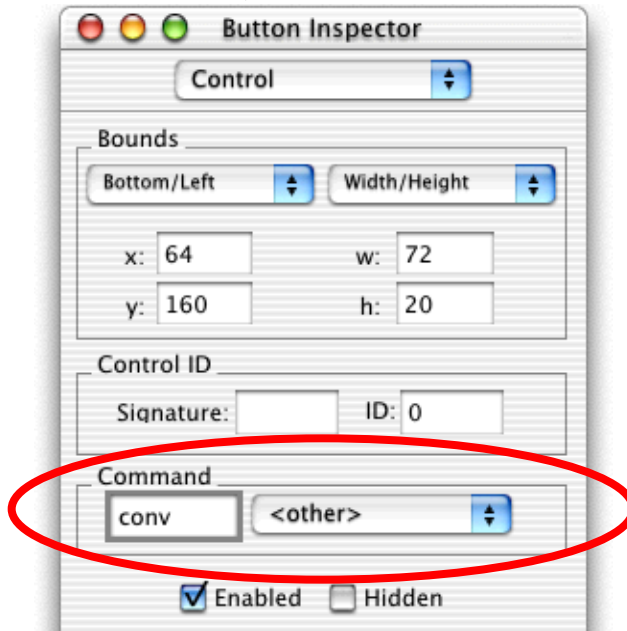 Button Inspector
Control
Bounds
Bottom/Left Width/Height
x: 64 w: 72
y: 160 h: 20
Control ID
Signature: ID: 0
Command
conv <other>
Enabled Hidden